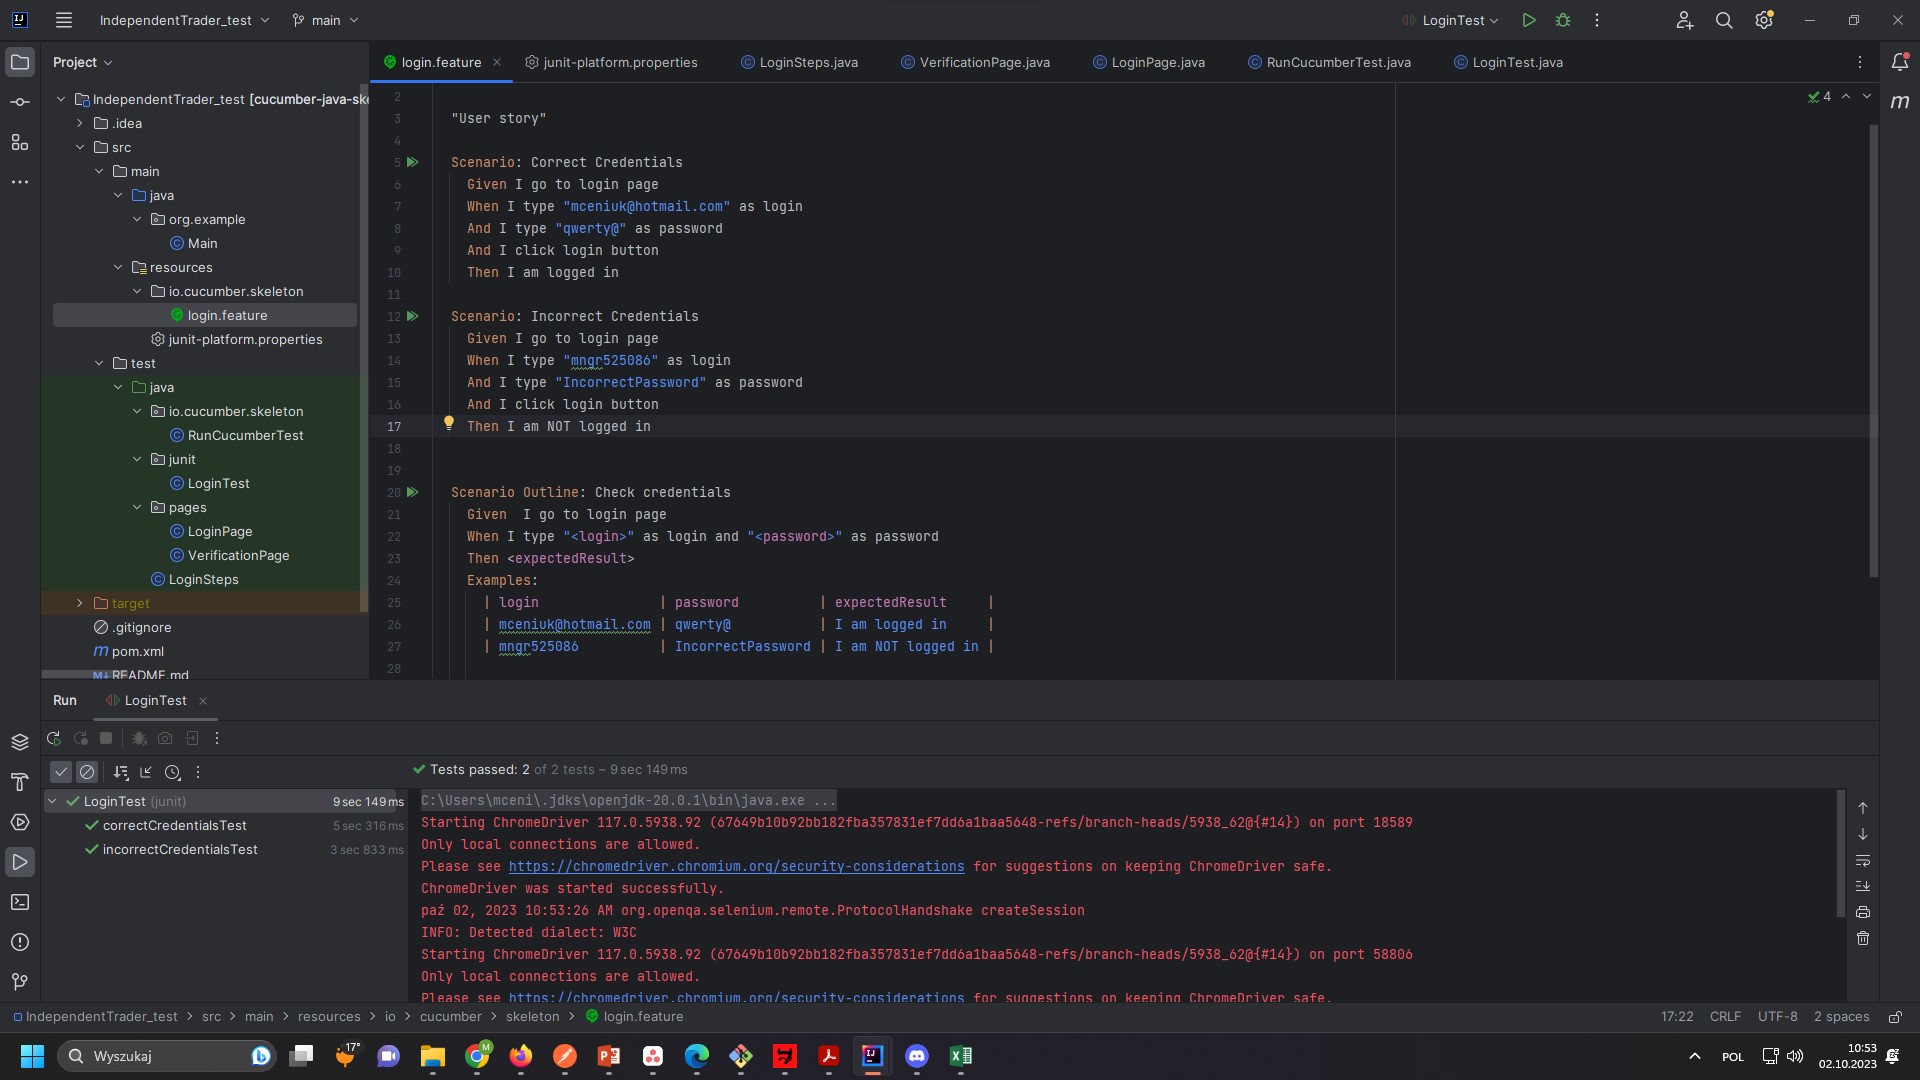 IndependentTrader_test
main
LoginTest
Project
login.feature
junit-platform.properties
LoginSteps.java
VerificationPage.java
LoginPage.java
RunCucumberTest.java
LoginTest.java
IndependentTrader_test [cucumber-java-ske
.idea
src
main
java
org.example
Main
resources
io.cucumber.skeleton
login.feature
junit-platform.properties
test
java
io.cucumber.skeleton
RunCucumberTest
junit
LoginTest
pages
LoginPage
VerificationPage
LoginSteps
target
.gitignore
pom.xml
README.md
4
2
3 "User story"
4
5 Scenario: Correct Credentials
6 Given I go to login page
7 When I type "mceniuk@hotmail.com" as login
8 And I type "qwerty@" as password
9 And I click login button
10 Then I am logged in
11
12 Scenario: Incorrect Credentials
13 Given I go to login page
14 When I type "mngr525086" as login
15 And I type "IncorrectPassword" as password
16 And I click login button
17 Then I am NOT logged in
18
19
20 Scenario Outline: Check credentials
21 Given  I go to login page
22 When I type "<login>" as login and "<password>" as password
23 Then <expectedResult>
24 Examples:
25 | login | password | expectedResult |
26 | mceniuk@hotmail.com | qwerty@ | I am logged in |
27 | mngr525086 | IncorrectPassword | I am NOT logged in |
28
Run
LoginTest
Tests passed: 2 of 2 tests – 9 sec 149 ms
LoginTest (junit) 9 sec 149 ms
correctCredentialsTest 5 sec 316 ms
incorrectCredentialsTest 3 sec 833 ms
C:\Users\mceni\.jdks\openjdk-20.0.1\bin\java.exe ...
Starting ChromeDriver 117.0.5938.92 (67649b10b92bb182fba357831ef7dd6a1baa5648-refs/branch-heads/5938_62@{#14}) on port 18589
Only local connections are allowed.
Please see https://chromedriver.chromium.org/security-considerations for suggestions on keeping ChromeDriver safe.
ChromeDriver was started successfully.
paź 02, 2023 10:53:26 AM org.openqa.selenium.remote.ProtocolHandshake createSession
INFO: Detected dialect: W3C
Starting ChromeDriver 117.0.5938.92 (67649b10b92bb182fba357831ef7dd6a1baa5648-refs/branch-heads/5938_62@{#14}) on port 58806
Only local connections are allowed.
Please see https://chromedriver.chromium.org/security-considerations for suggestions on keeping ChromeDriver safe.
IndependentTrader_test > src > main > resources > io > cucumber > skeleton > login.feature
17:22 CRLF UTF-8 2 spaces
Wyszukaj
17°
M
POL
10:53
02.10.2023